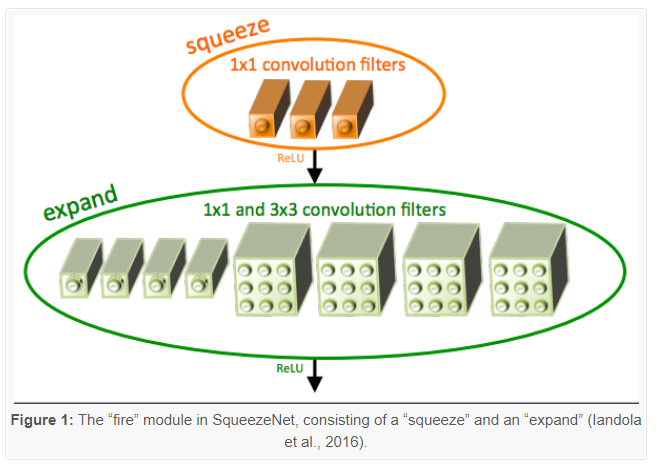 squeeze
1x1 convolution filters
ReLU
expand
1x1 and 3x3 convolution filters
ReLU
Figure 1: The “fire” module in SqueezeNet, consisting of a “squeeze” and an “expand” (Iandola
et al., 2016).